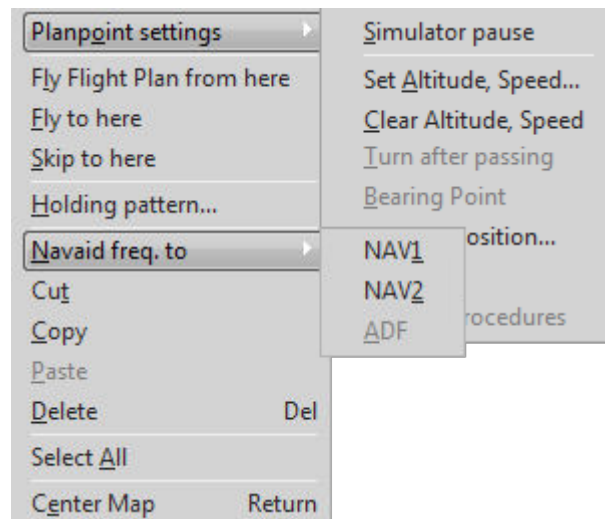 Planpoint settings
Fly Flight Plan from here
Fly to here
Skip to here
Holding pattern...
Navaid freq. to
Cut
Copy
Paste
Delete Del
Select All
Center Map Return
Simulator pause
Set Altitude, Speed...
Clear Altitude, Speed
Turn after passing
Bearing Point
osition...
rocedures
NAV1
NAV2
ADF